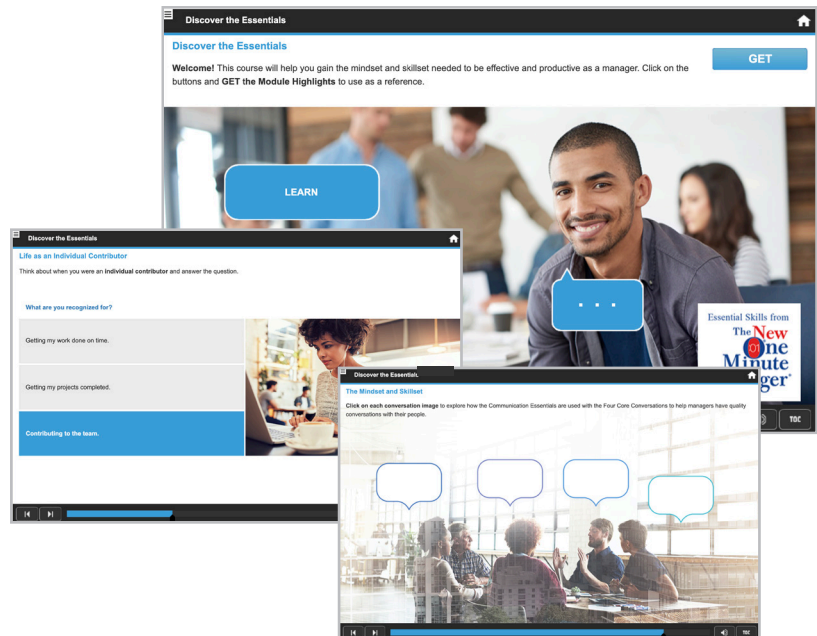 Discover the Essentials
Discover the Essentials
Welcome! This course will help you gain the mindset and skillset needed to be effective and productive as a manager. Click on the
buttons and GET the Module Highlights to use as a reference.
GET
LEARN
. . .
Essential Skills from
The New
One
Minute
ger
TOC
Discover the Essentials
Life as an Individual Contributor
Think about when you were an individual contributor and answer the question.
What are you recognized for?
Getting my work done on time.
Getting my projects completed.
Contributing to the team.
Discover the Essentials
The Mindset and Skillset
Click on each conversation image to explore how the Communication Essentials are used with the Four Core Conversations to help managers have quality
conversations with their people.
TOC